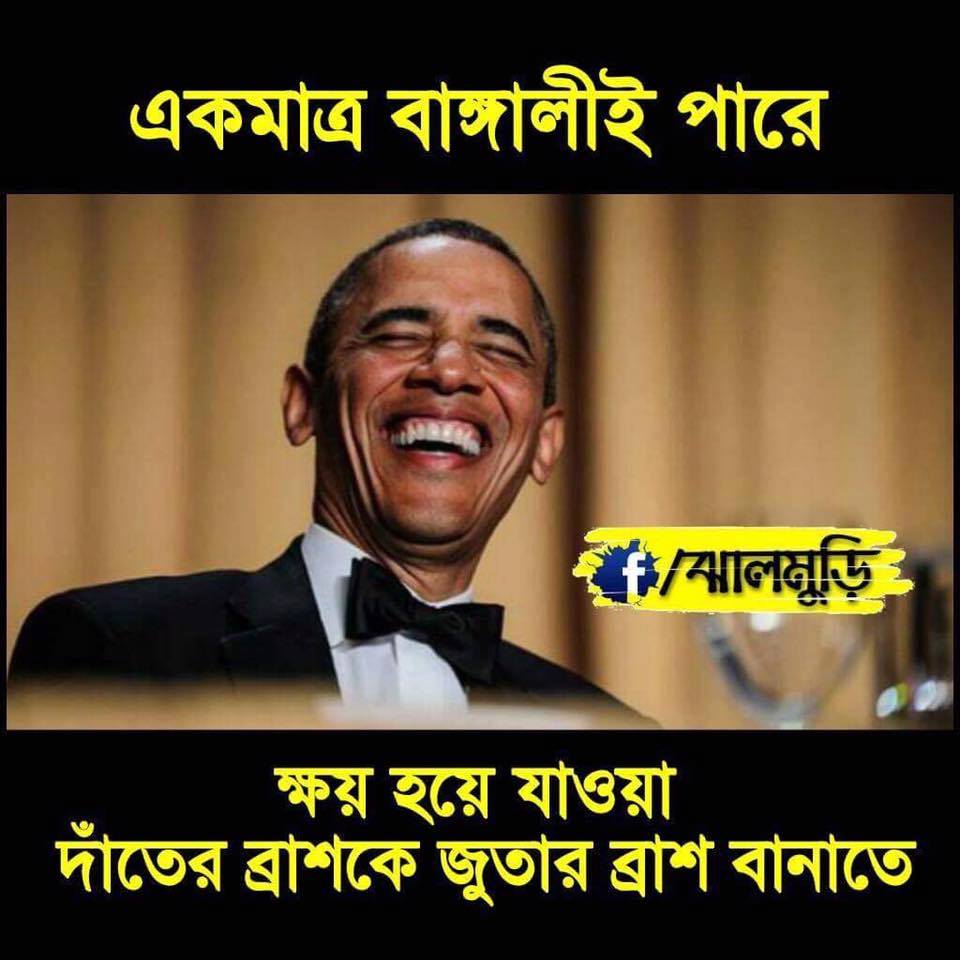 একমাত্র বাঙ্গালীই পারে
f/ঝালমুড়ি
ক্ষয় হয়ে যাওয়া
দাঁতের ব্রাশকে জুতার ব্রাশ বানাতে